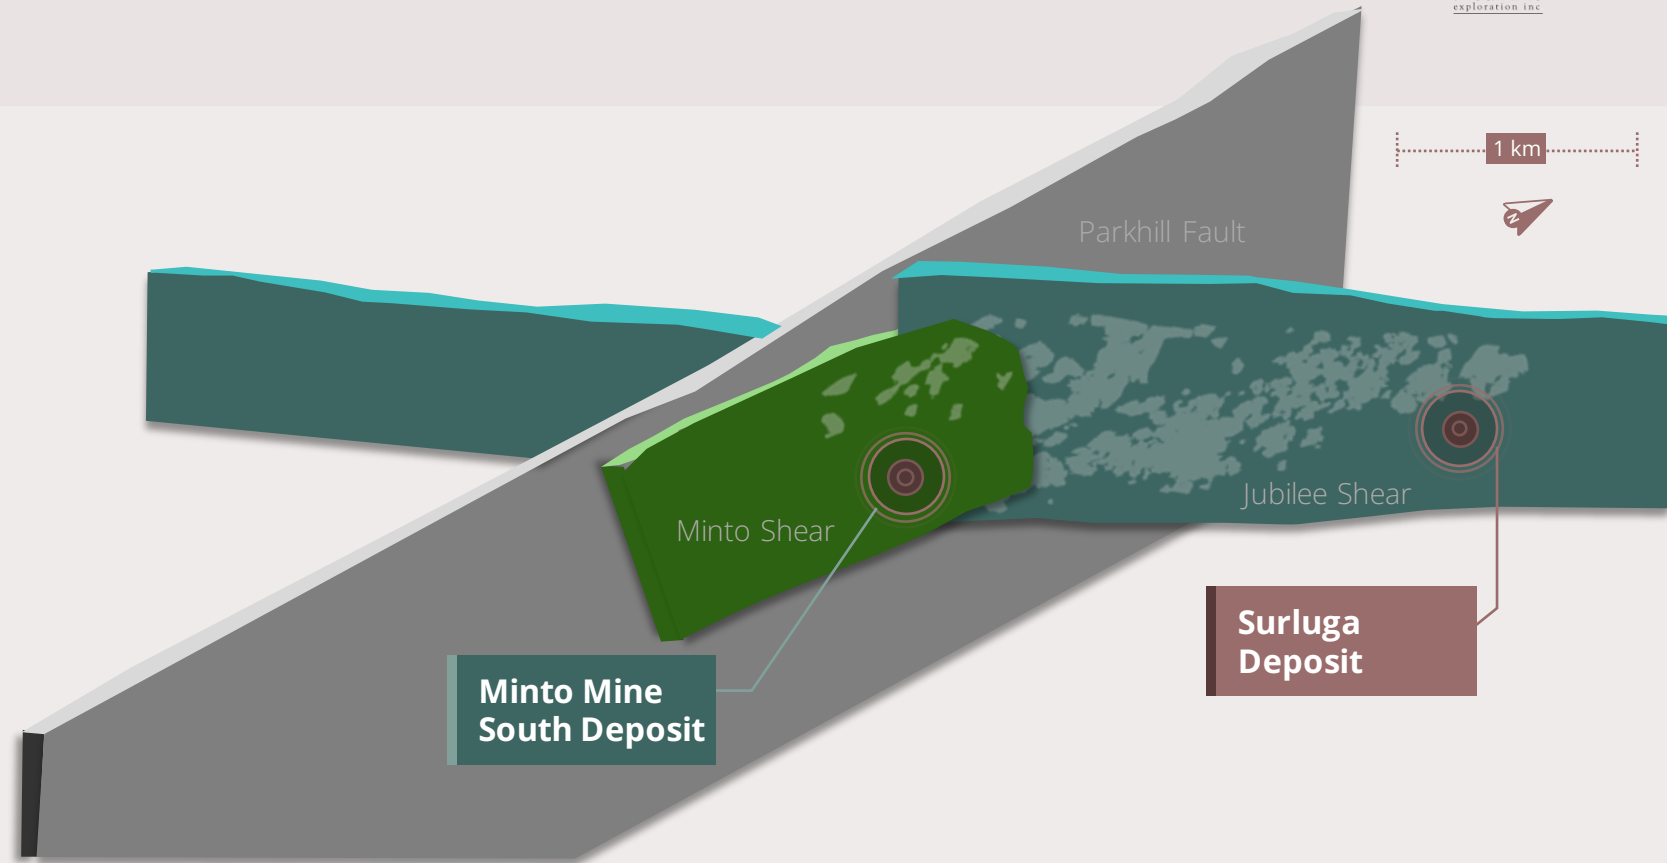 exploration inc
1 km
N
Parkhill Fault
Jubilee Shear
Minto Shear
Surluga
Deposit
Minto Mine
South Deposit